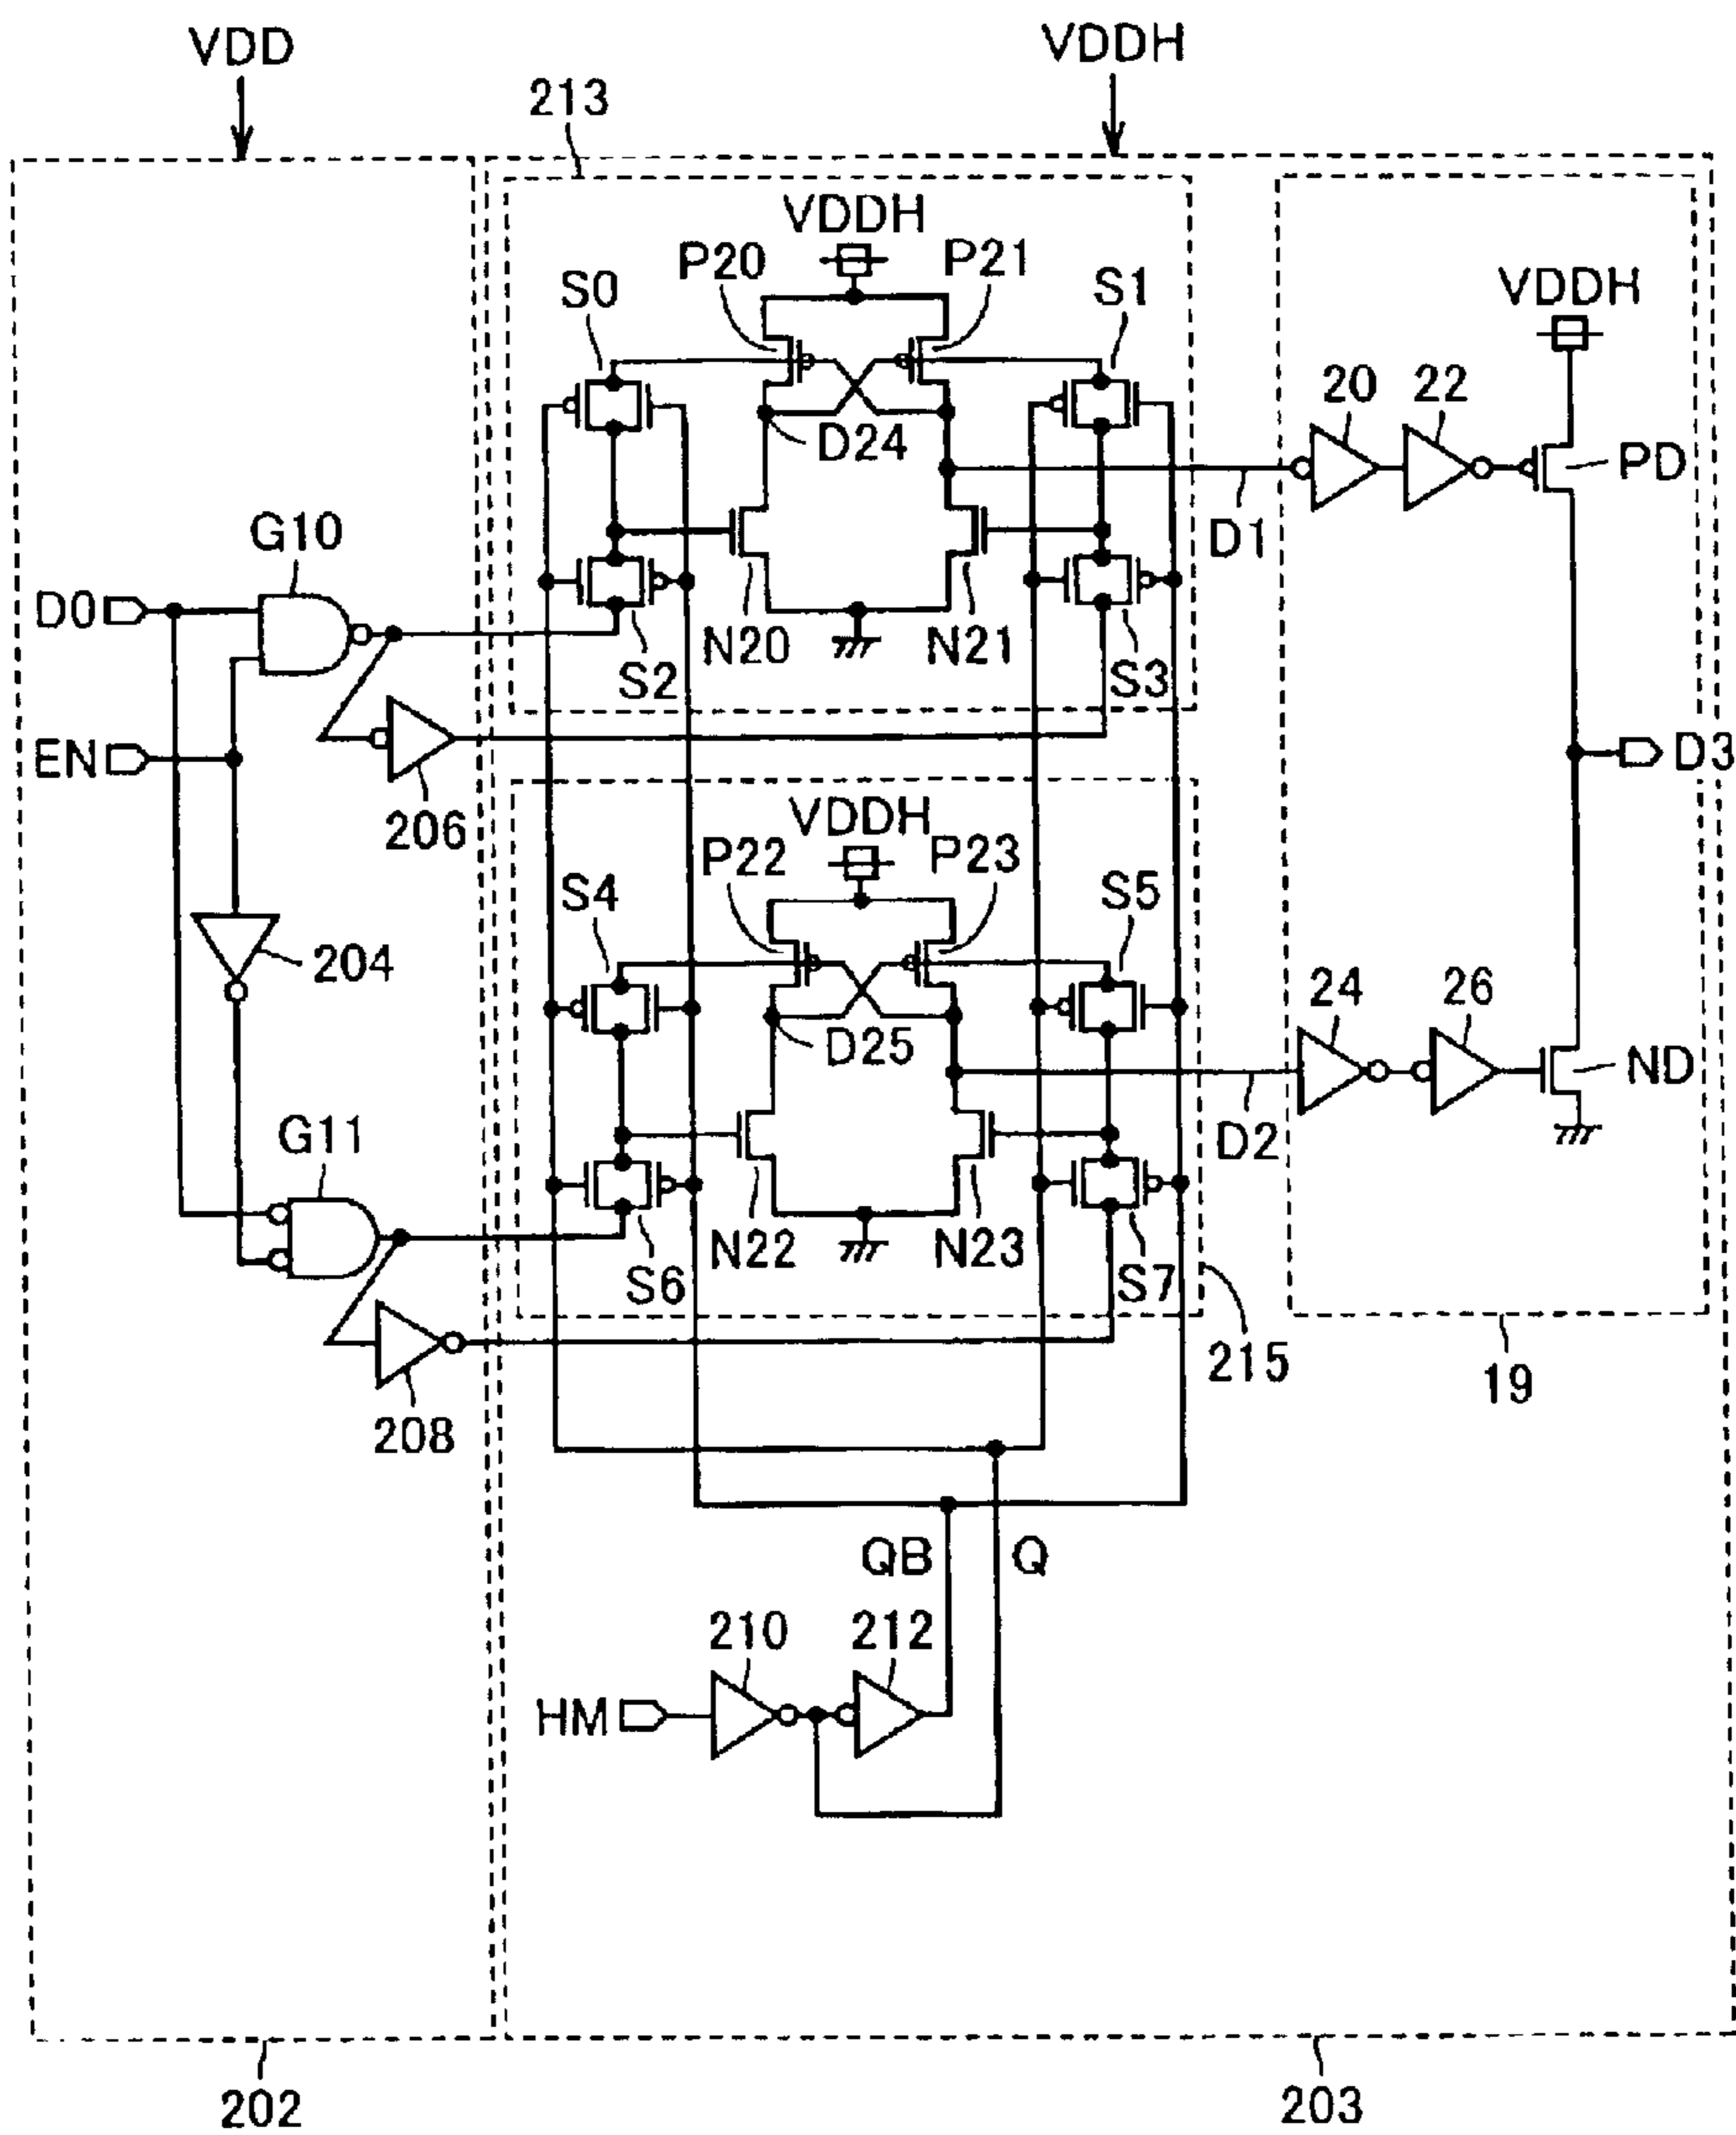 VDD
VDDH
213
VDDH
P20
P21
S0
S1
VDDH
20
22
PD
D24
D1
G10
D0
N20
N21
S2
S3
EN
206
D3
VDDH
P22
P23
S4
S5
204
24
26
D25
ND
D2
G11
N22
N23
S6
S7
215
19
208
QB
Q
210
212
HM
202
203